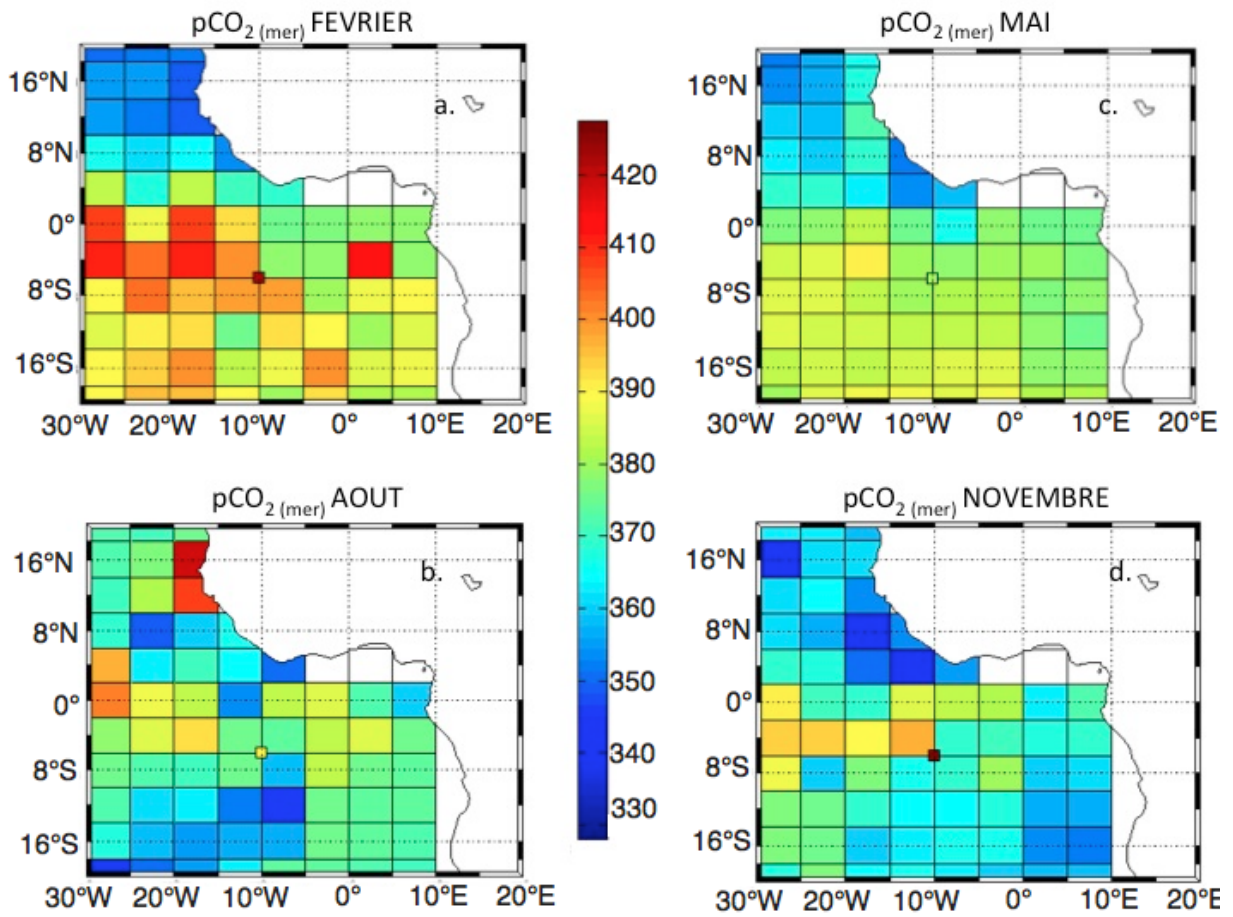 pCO2 (mer) FEVRIER
16°N
8°N
0°
8°S
16°S
30°W 20°W 10°W 0° 10°E 20°E
a.
pCO2 (mer) MAI
16°N
8°N
0°
8°S
16°S
30°W 20°W 10°W 0° 10°E 20°E
c.
420
410
400
390
380
370
360
350
340
330
pCO2 (mer) AOUT
16°N
8°N
0°
8°S
16°S
30°W 20°W 10°W 0° 10°E 20°E
b.
pCO2 (mer) NOVEMBRE
16°N
8°N
0°
8°S
16°S
30°W 20°W 10°W 0° 10°E 20°E
d.